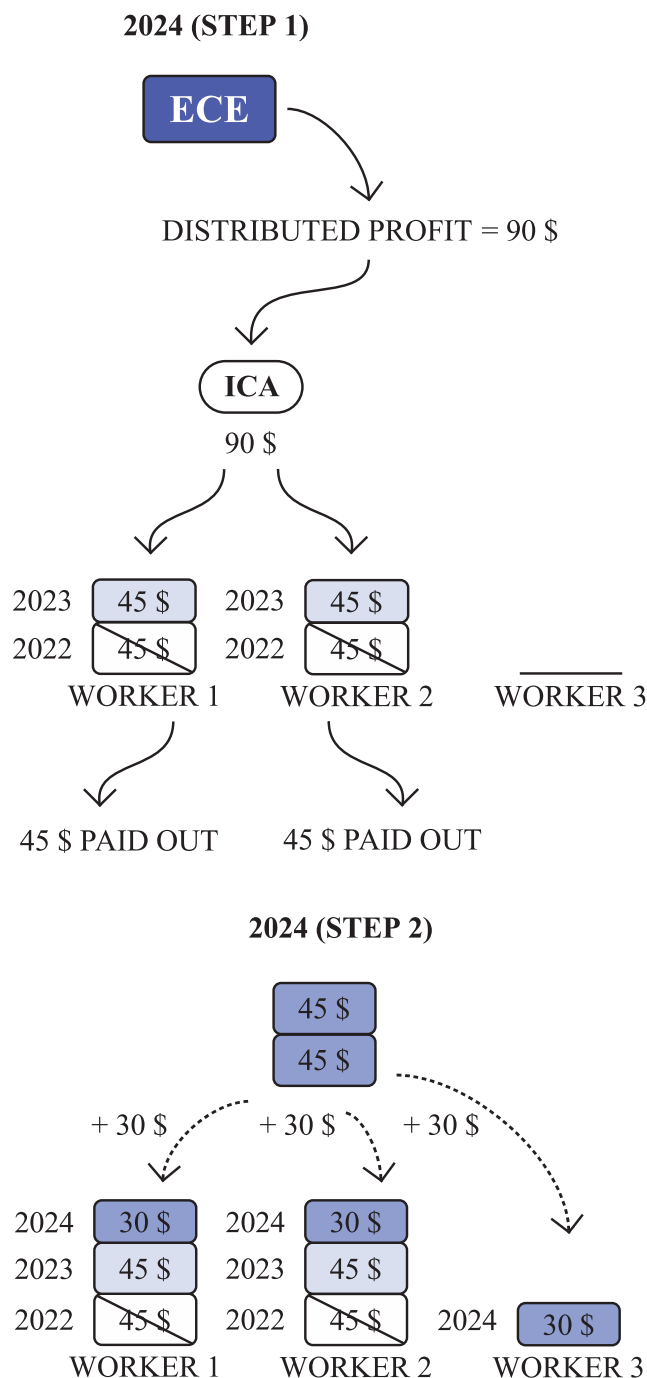 2024 (STEP 1)
ECE
DISTRIBUTED PROFIT = 90 $
ICA
90 $
2023 45 $ 2023 45 $
2022 45 $ 2022 45 $
WORKER 1 WORKER 2 WORKER 3
45 $ PAID OUT 45 $ PAID OUT
2024 (STEP 2)
45 $
45 $
+ 30 $ + 30 $ + 30 $
2024 30 $ 2024 30 $
2023 45 $ 2023 45 $
2022 45 $ 2022 45 $ 2024 30 $
WORKER 1 WORKER 2 WORKER 3